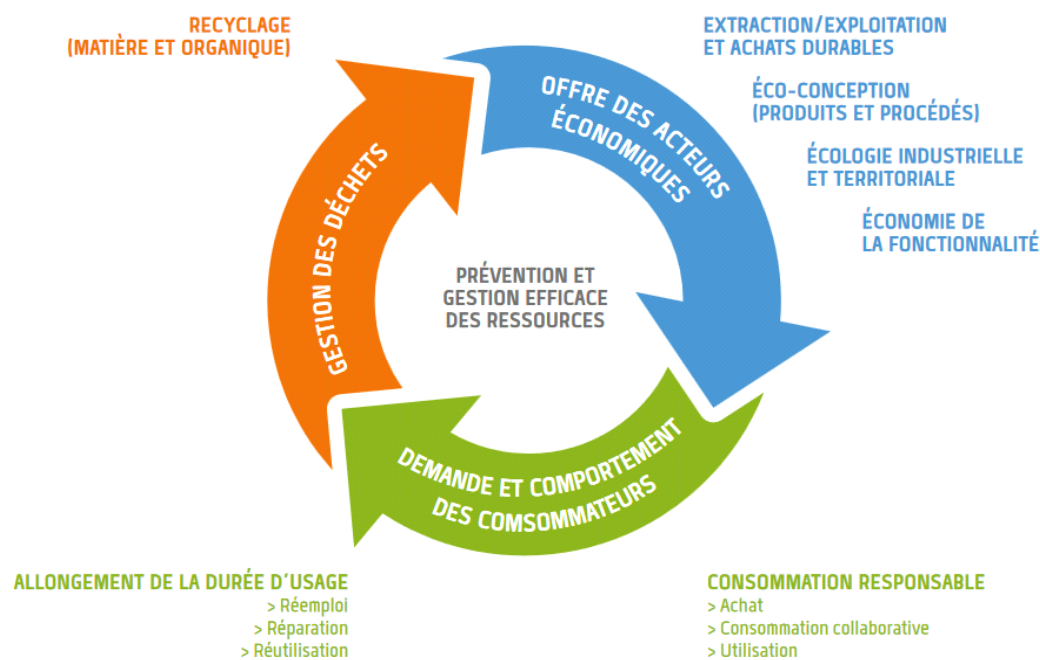 RECYCLAGE
(MATIÈRE ET ORGANIQUE)
EXTRACTION/EXPLOITATION
ET ACHATS DURABLES
ÉCO-CONCEPTION
(PRODUITS ET PROCÉDÉS)
ÉCOLOGIE INDUSTRIELLE
ET TERRITORIALE
ÉCONOMIE DE
LA FONCTIONNALITÉ
OFFRE DES ACTEURS
ÉCONOMIQUES
GESTION DES DÉCHETS
PRÉVENTION ET
GESTION EFFICACE
DES RESSOURCES
DEMANDE ET COMPORTEMENT
DES COMSOMMATEURS
ALLONGEMENT DE LA DURÉE D'USAGE
> Réemploi
> Réparation
> Réutilisation
CONSOMMATION RESPONSABLE
> Achat
> Consommation collaborative
> Utilisation